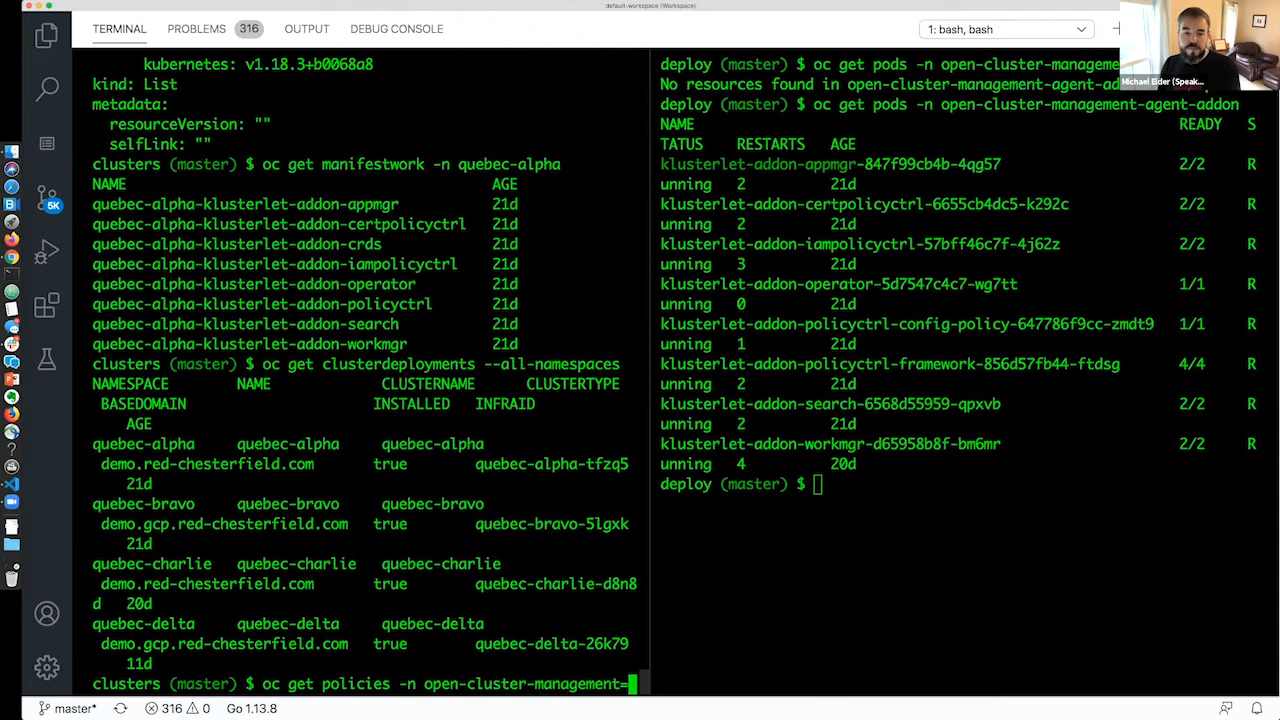 default-workspace (Workspace)
TERMINAL
PROBLEMS 316
OUTPUT
DEBUG CONSOLE
1: bash, bash
Michael Elder (Speak...
5K
kubernetes: v1.18.3+b0068a8
kind: List
metadata:
resourceVersion: ""
selfLink: ""
clusters (master) $ oc get manifestwork -n quebec-alpha
NAME AGE
quebec-alpha-klusterlet-addon-appmgr 21d
quebec-alpha-klusterlet-addon-certpolicyctrl 21d
quebec-alpha-klusterlet-addon-crds 21d
quebec-alpha-klusterlet-addon-iampolicyctrl 21d
quebec-alpha-klusterlet-addon-operator 21d
quebec-alpha-klusterlet-addon-policyctrl 21d
quebec-alpha-klusterlet-addon-search 21d
quebec-alpha-klusterlet-addon-workmgr 21d
clusters (master) $ oc get clusterdeployments --all-namespaces
NAMESPACE NAME CLUSTERNAME CLUSTERTYPE
BASEDOMAIN INSTALLED INFRAID
AGE
quebec-alpha quebec-alpha quebec-alpha
demo.red-chesterfield.com true quebec-alpha-tfzq5
21d
quebec-bravo quebec-bravo quebec-bravo
demo.gcp.red-chesterfield.com true quebec-bravo-5lgxk
21d
quebec-charlie quebec-charlie quebec-charlie
demo.red-chesterfield.com true quebec-charlie-d8n8
d 20d
quebec-delta quebec-delta quebec-delta
demo.gcp.red-chesterfield.com true quebec-delta-26k79
11d
clusters (master) $ oc get policies -n open-cluster-management=
deploy (master) $ oc get pods -n open-cluster-management
No resources found in open-cluster-management-agent-ad
deploy (master) $ oc get pods -n open-cluster-management-agent-addon
NAME READY S
TATUS RESTARTS AGE
klusterlet-addon-appmgr-847f99cb4b-4qg57 2/2 R
unning 2 21d
klusterlet-addon-certpolicyctrl-6655cb4dc5-k292c 2/2 R
unning 2 21d
klusterlet-addon-iampolicyctrl-57bff46c7f-4j62z 2/2 R
unning 3 21d
klusterlet-addon-operator-5d7547c4c7-wg7tt 1/1 R
unning 0 21d
klusterlet-addon-policyctrl-config-policy-647786f9cc-zmdt9 1/1 R
unning 1 21d
klusterlet-addon-policyctrl-framework-856d57fb44-ftdsg 4/4 R
unning 2 21d
klusterlet-addon-search-6568d55959-qpxvb 2/2 R
unning 2 21d
klusterlet-addon-workmgr-d65958b8f-bm6mr 2/2 R
unning 4 20d
deploy (master) $
master* 316 0 Go 1.13.8